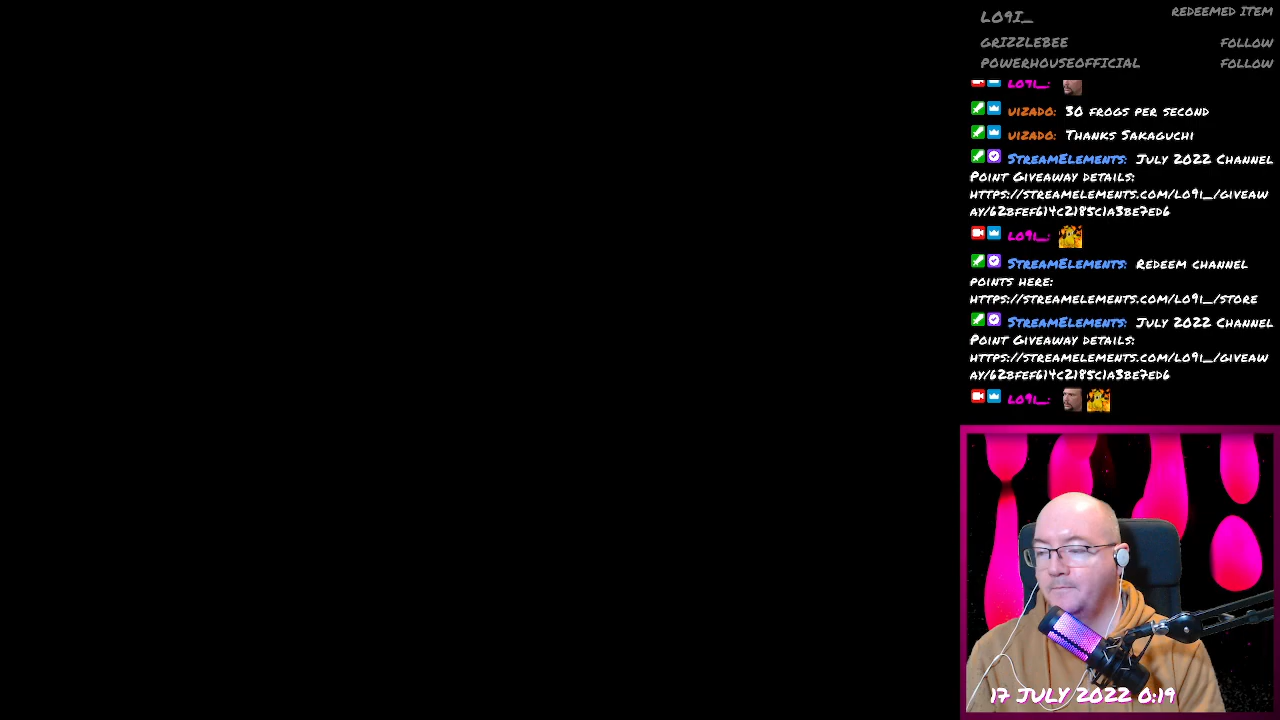 LO9I_ REDEEMED ITEM
GRIZZLEBEE FOLLOW
POWERHOUSEOFFICIAL FOLLOW
LO9I_:
UIZADO: 30 FROGS PER SECOND
UIZADO: THANKS SAKAGUCHI
STREAMELEMENTS: JULY 2022 CHANNEL
POINT GIVEAWAY DETAILS:
HTTPS://STREAMELEMENTS.COM/LO9I_/GIVEAW
AY/62BFEF614C2185C1A3BE7ED6
LO9I_:
STREAMELEMENTS: REDEEM CHANNEL
POINTS HERE:
HTTPS://STREAMELEMENTS.COM/LO9I_/STORE
STREAMELEMENTS: JULY 2022 CHANNEL
POINT GIVEAWAY DETAILS:
HTTPS://STREAMELEMENTS.COM/LO9I_/GIVEAW
AY/62BFEF614C2185C1A3BE7ED6
LO9I_:
17 JULY 2022 0:19